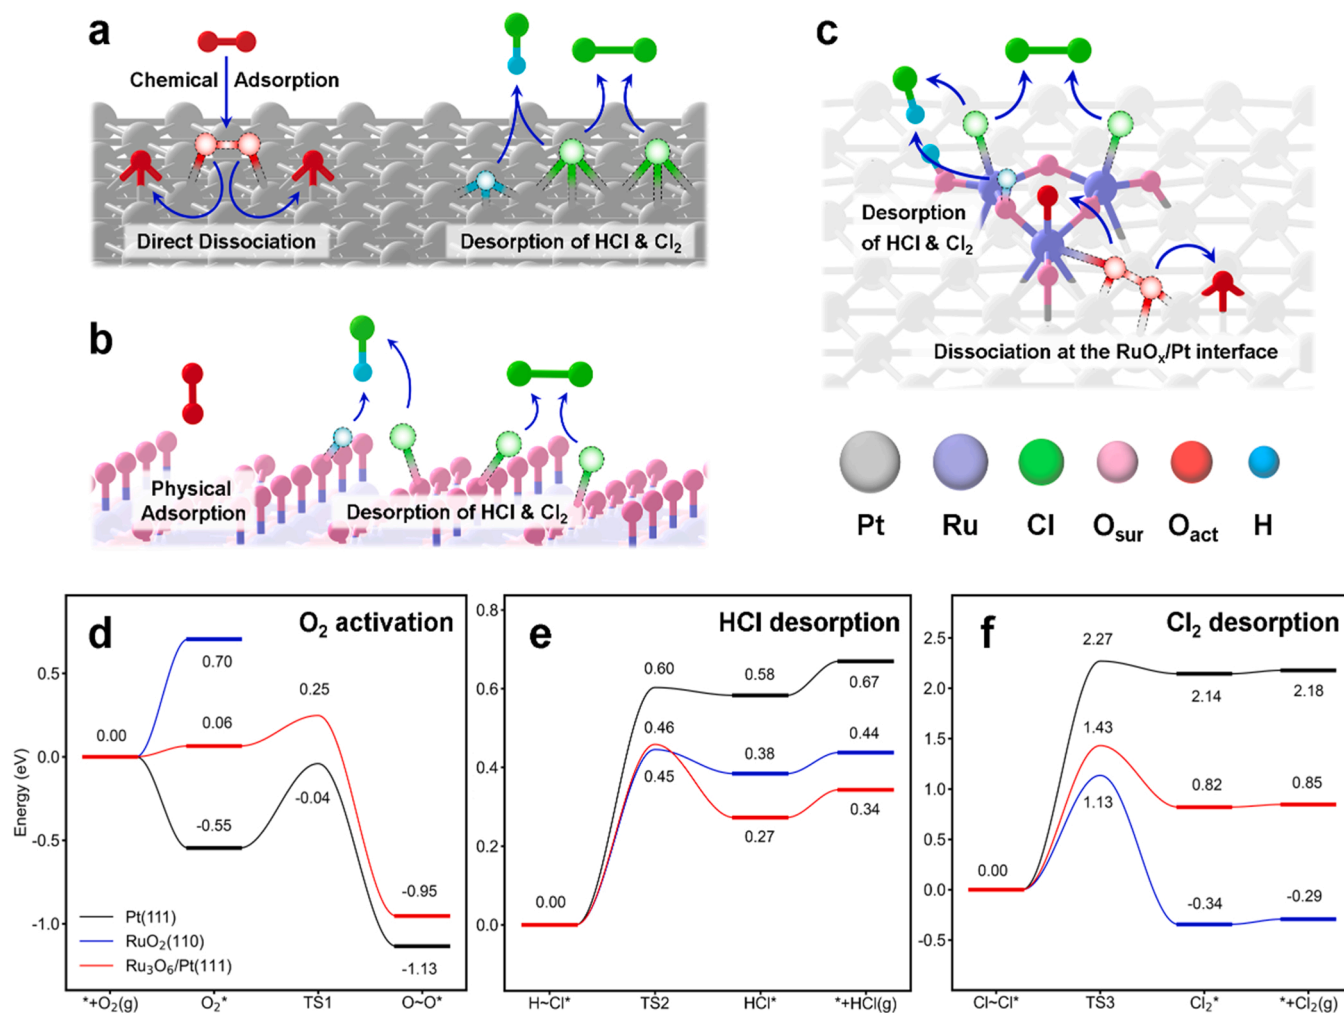 a
Chemical Adsorption
Direct Dissociation
Desorption of HCl & Cl₂
b
Physical
Adsorption
Desorption of HCl & Cl₂
c
Desorption
of HCl & Cl₂
Dissociation at the RuOₓ/Pt interface
Pt Ru Cl O_sur O_act H
d
O₂ activation
Energy (eV)
0.5
0.0
-0.5
-1.0
0.00
0.70
0.06
0.25
-0.55
-0.04
-0.95
-1.13
Pt(111)
RuO₂(110)
Ru₃O₆/Pt(111)
*+O₂(g) O₂* TS1 O~O*
e
HCl desorption
0.8
0.6
0.4
0.2
0.0
0.00
0.60
0.58
0.67
0.46
0.45
0.38
0.44
0.27
0.34
H~Cl* TS2 HCl* *+HCl(g)
f
Cl₂ desorption
2.5
2.0
1.5
1.0
0.5
0.0
-0.5
0.00
2.27
2.14
2.18
1.43
1.13
0.82
0.85
-0.34
-0.29
Cl~Cl* TS3 Cl₂* *+Cl₂(g)